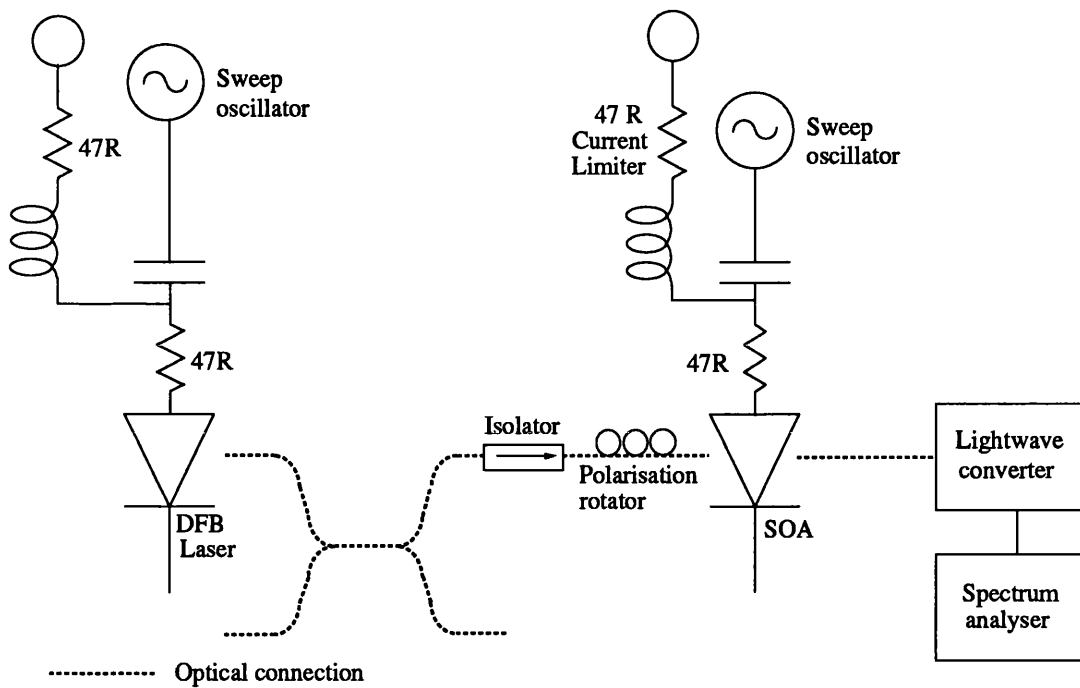 Sweep
oscillator
47R
47R
DFB
Laser
Isolator
Polarisation
rotator
47 R
Current
Limiter
Sweep
oscillator
47R
SOA
Lightwave
converter
Spectrum
analyser
Optical connection